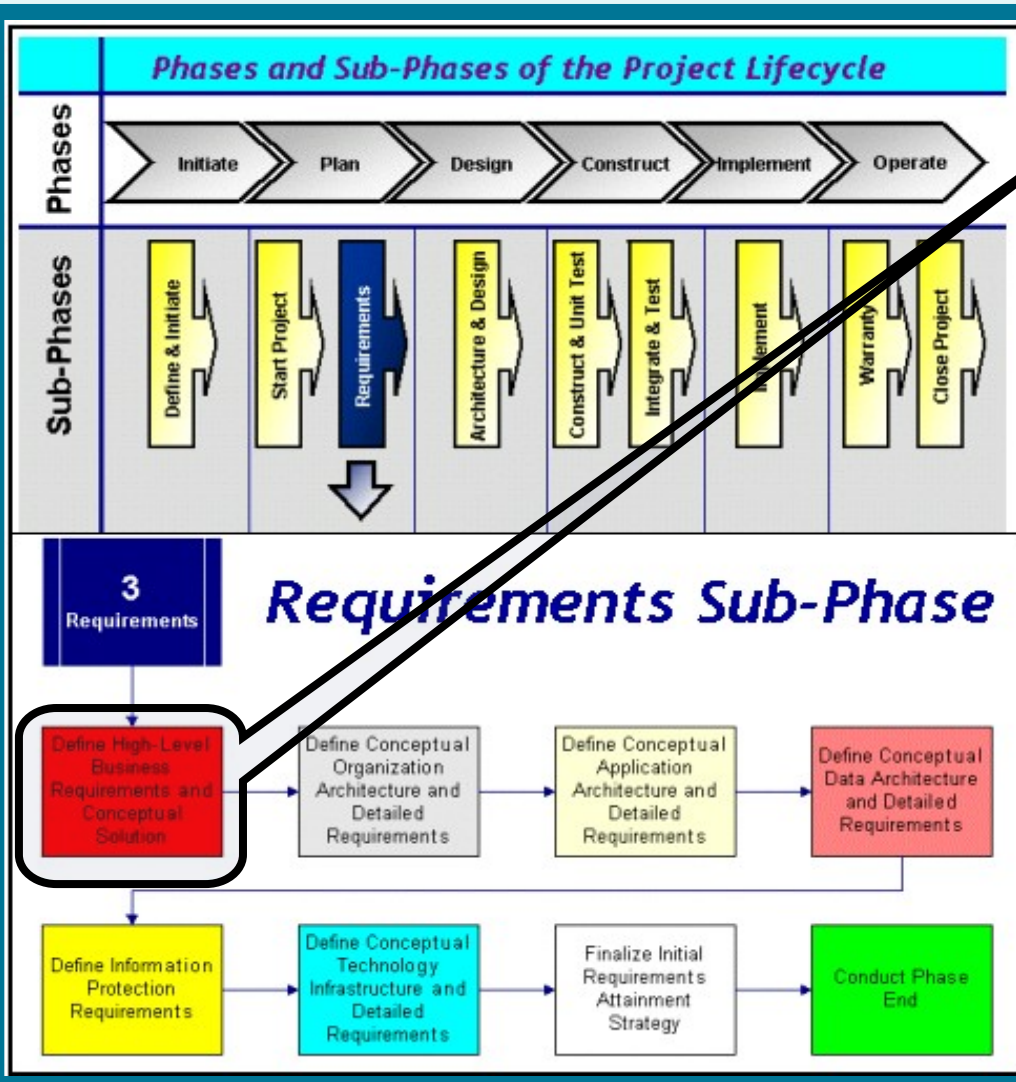 Phases and Sub-Phases of the Project Lifecycle
Phases
Initiate
Plan
Design
Construct
Implement
Operate
Sub-Phases
Define & Initiate
Start Project
Requirements
Architecture & Design
Construct & Unit Test
Integrate & Test
Implement
Warranty
Close Project
3
Requirements
Requirements Sub-Phase
Define High-Level
Business
Requirements and
Conceptual
Solution
Define Conceptual
Organization
Architecture and
Detailed
Requirements
Define Conceptual
Application
Architecture and
Detailed
Requirements
Define Conceptual
Data Architecture
and Detailed
Requirements
Define Information
Protection
Requirements
Define Conceptual
Technology
Infrastructure and
Detailed
Requirements
Finalize Initial
Requirements
Attainment
Strategy
Conduct Phase
End